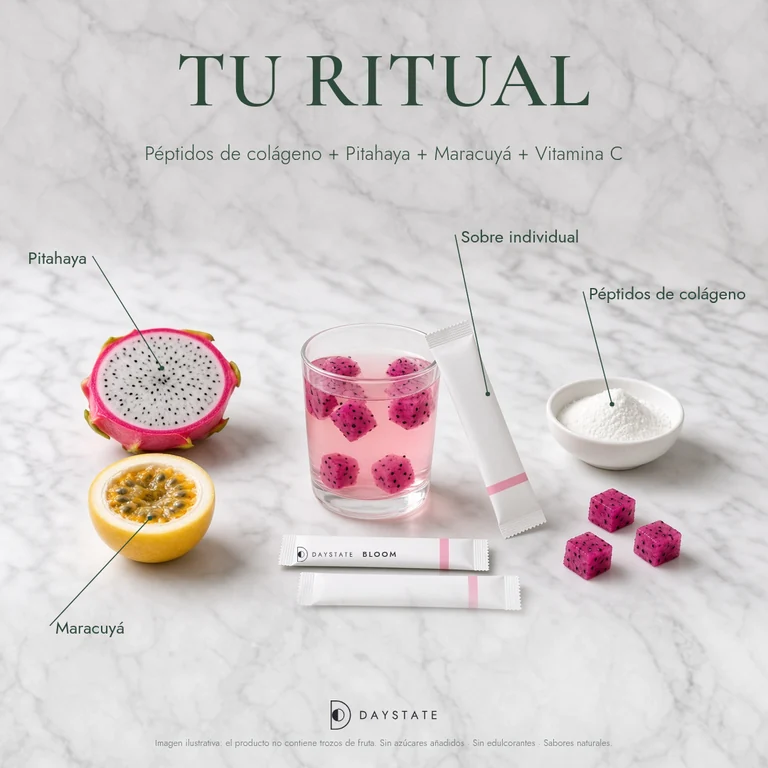 TU RITUAL
Péptidos de colágeno + Pitahaya + Maracuyá + Vitamina C
Sobre individual
Pitahaya
Péptidos de colágeno
DAYSTATE BLOOM
Maracuyá
DAYSTATE
Imagen ilustrativa. el producto no contiene trozos de fruta. Sin azúcares añadidos . Sin edulcorantes . Sabores naturales.